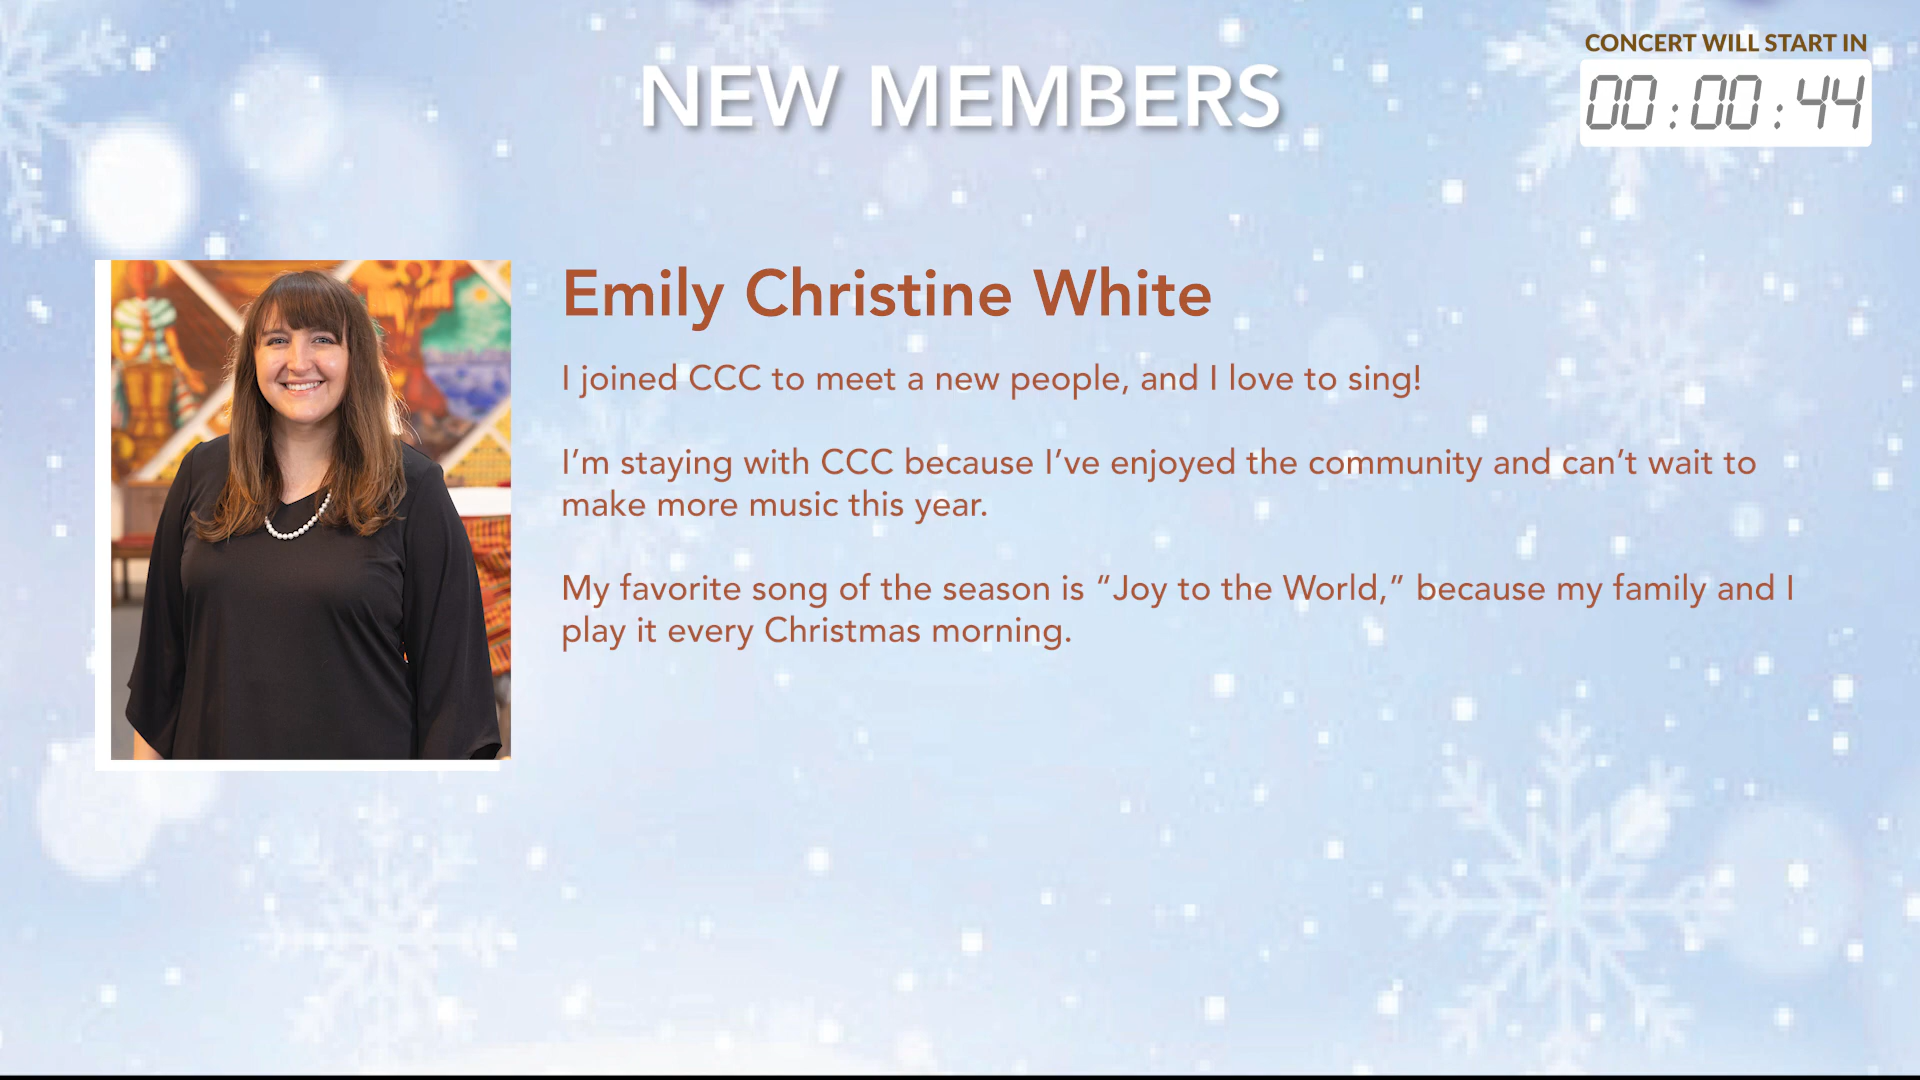 NEW MEMBERS
CONCERT WILL START IN
00:00:44
Emily Christine White
I joined CCC to meet a new people, and I love to sing!
I’m staying with CCC because I’ve enjoyed the community and can’t wait to
make more music this year.
My favorite song of the season is “Joy to the World,” because my family and I
play it every Christmas morning.